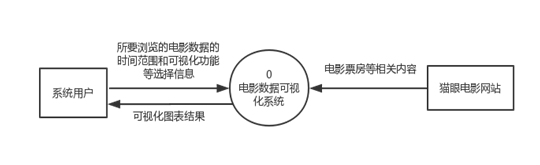 所要浏览的电影数据的
时间范围和可视化功能
等选择信息
系统用户
可视化图表结果
0
电影数据可视
化系统
电影票房等相关内容
猫眼电影网站